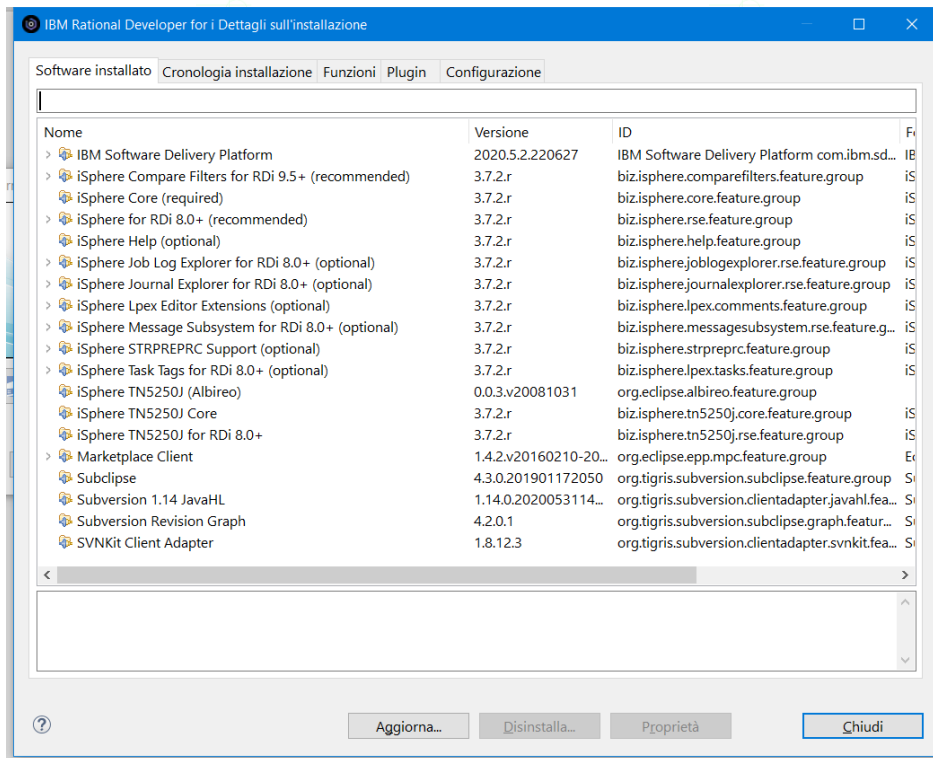 IBM Rational Developer for i Dettagli sull'installazione
Software installato Cronologia installazione Funzioni Plugin Configurazione
Nome Versione ID
IBM Software Delivery Platform 2020.5.2.220627 IBM Software Delivery Platform com.ibm.sd... IB
iSphere Compare Filters for RDi 9.5+ (recommended) 3.7.2.r biz.isphere.comparefilters.feature.group iS
iSphere Core (required) 3.7.2.r biz.isphere.core.feature.group iS
iSphere for RDi 8.0+ (recommended) 3.7.2.r biz.isphere.rse.feature.group iS
iSphere Help (optional) 3.7.2.r biz.isphere.help.feature.group iS
iSphere Job Log Explorer for RDi 8.0+ (optional) 3.7.2.r biz.isphere.joblogexplorer.rse.feature.group iS
iSphere Journal Explorer for RDi 8.0+ (optional) 3.7.2.r biz.isphere.journalexplorer.rse.feature.group iS
iSphere Lpex Editor Extensions (optional) 3.7.2.r biz.isphere.lpex.comments.feature.group iS
iSphere Message Subsystem for RDi 8.0+ (optional) 3.7.2.r biz.isphere.messagesubsystem.rse.feature.g... iS
iSphere STRPREPRC Support (optional) 3.7.2.r biz.isphere.strpreprc.feature.group iS
iSphere Task Tags for RDi 8.0+ (optional) 3.7.2.r biz.isphere.lpex.tasks.feature.group iS
iSphere TN5250J (Albireo) 0.0.3.v20081031 org.eclipse.albireo.feature.group
iSphere TN5250J Core 3.7.2.r biz.isphere.tn5250j.core.feature.group iS
iSphere TN5250J for RDi 8.0+ 3.7.2.r biz.isphere.tn5250j.rse.feature.group iS
Marketplace Client 1.4.2.v20160210-20... org.eclipse.epp.mpc.feature.group
Subclipse 4.3.0.201901172050 org.tigris.subversion.subclipse.feature.group
Subversion 1.14 JavaHL 1.14.0.2020053114... org.tigris.subversion.clientadapter.javahl.fea...
Subversion Revision Graph 4.2.0.1 org.tigris.subversion.subclipse.graph.featur...
SVNKit Client Adapter 1.8.12.3 org.tigris.subversion.clientadapter.svnkit.fea...
? Aggiorna... Disinstalla... Proprietà Chiudi